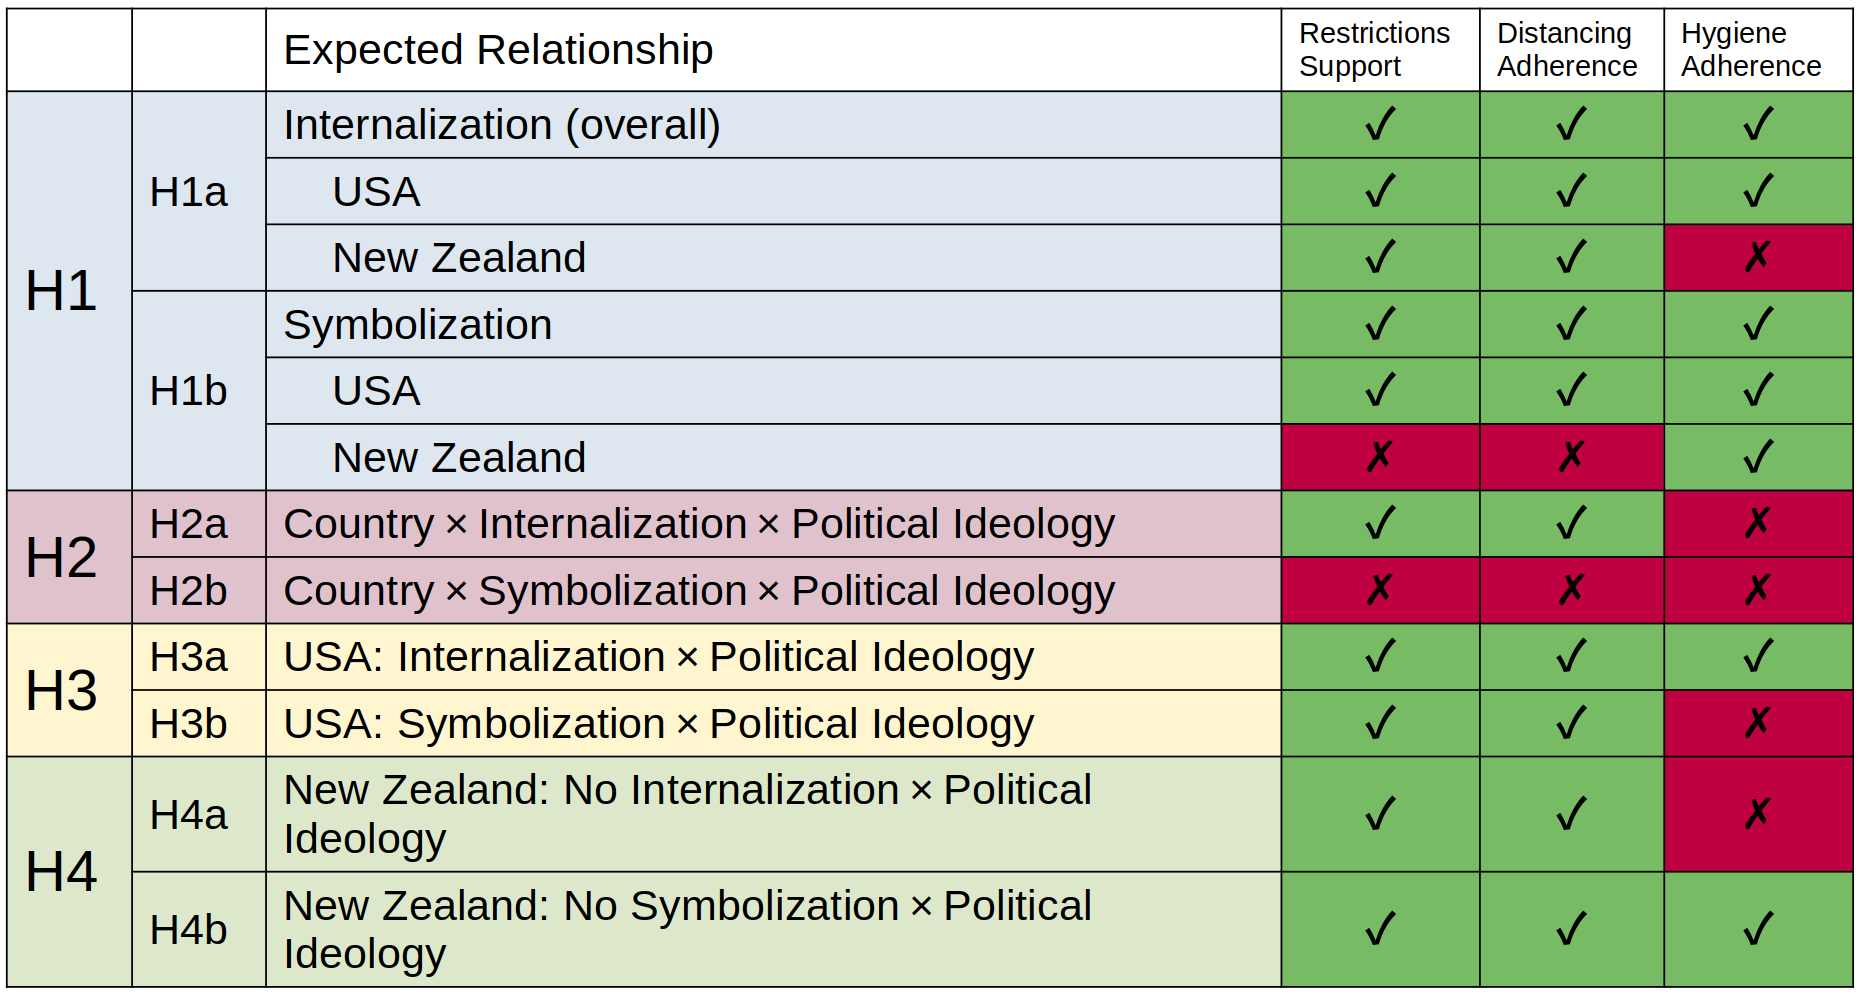 Expected Relationship
Restrictions
Support
Distancing
Adherence
Hygiene
Adherence
H1
H1a
Internalization (overall)
✓ ✓ ✓
USA
✓ ✓ ✓
New Zealand
✓ ✓ ✗
H1b
Symbolization
✓ ✓ ✓
USA
✓ ✓ ✓
New Zealand
✗ ✗ ✓
H2
H2a
Country × Internalization × Political Ideology
✓ ✓ ✗
H2b
Country × Symbolization × Political Ideology
✗ ✗ ✗
H3
H3a
USA: Internalization × Political Ideology
✓ ✓ ✓
H3b
USA: Symbolization × Political Ideology
✓ ✓ ✗
H4
H4a
New Zealand: No Internalization × Political
Ideology
✓ ✓ ✗
H4b
New Zealand: No Symbolization × Political
Ideology
✓ ✓ ✓